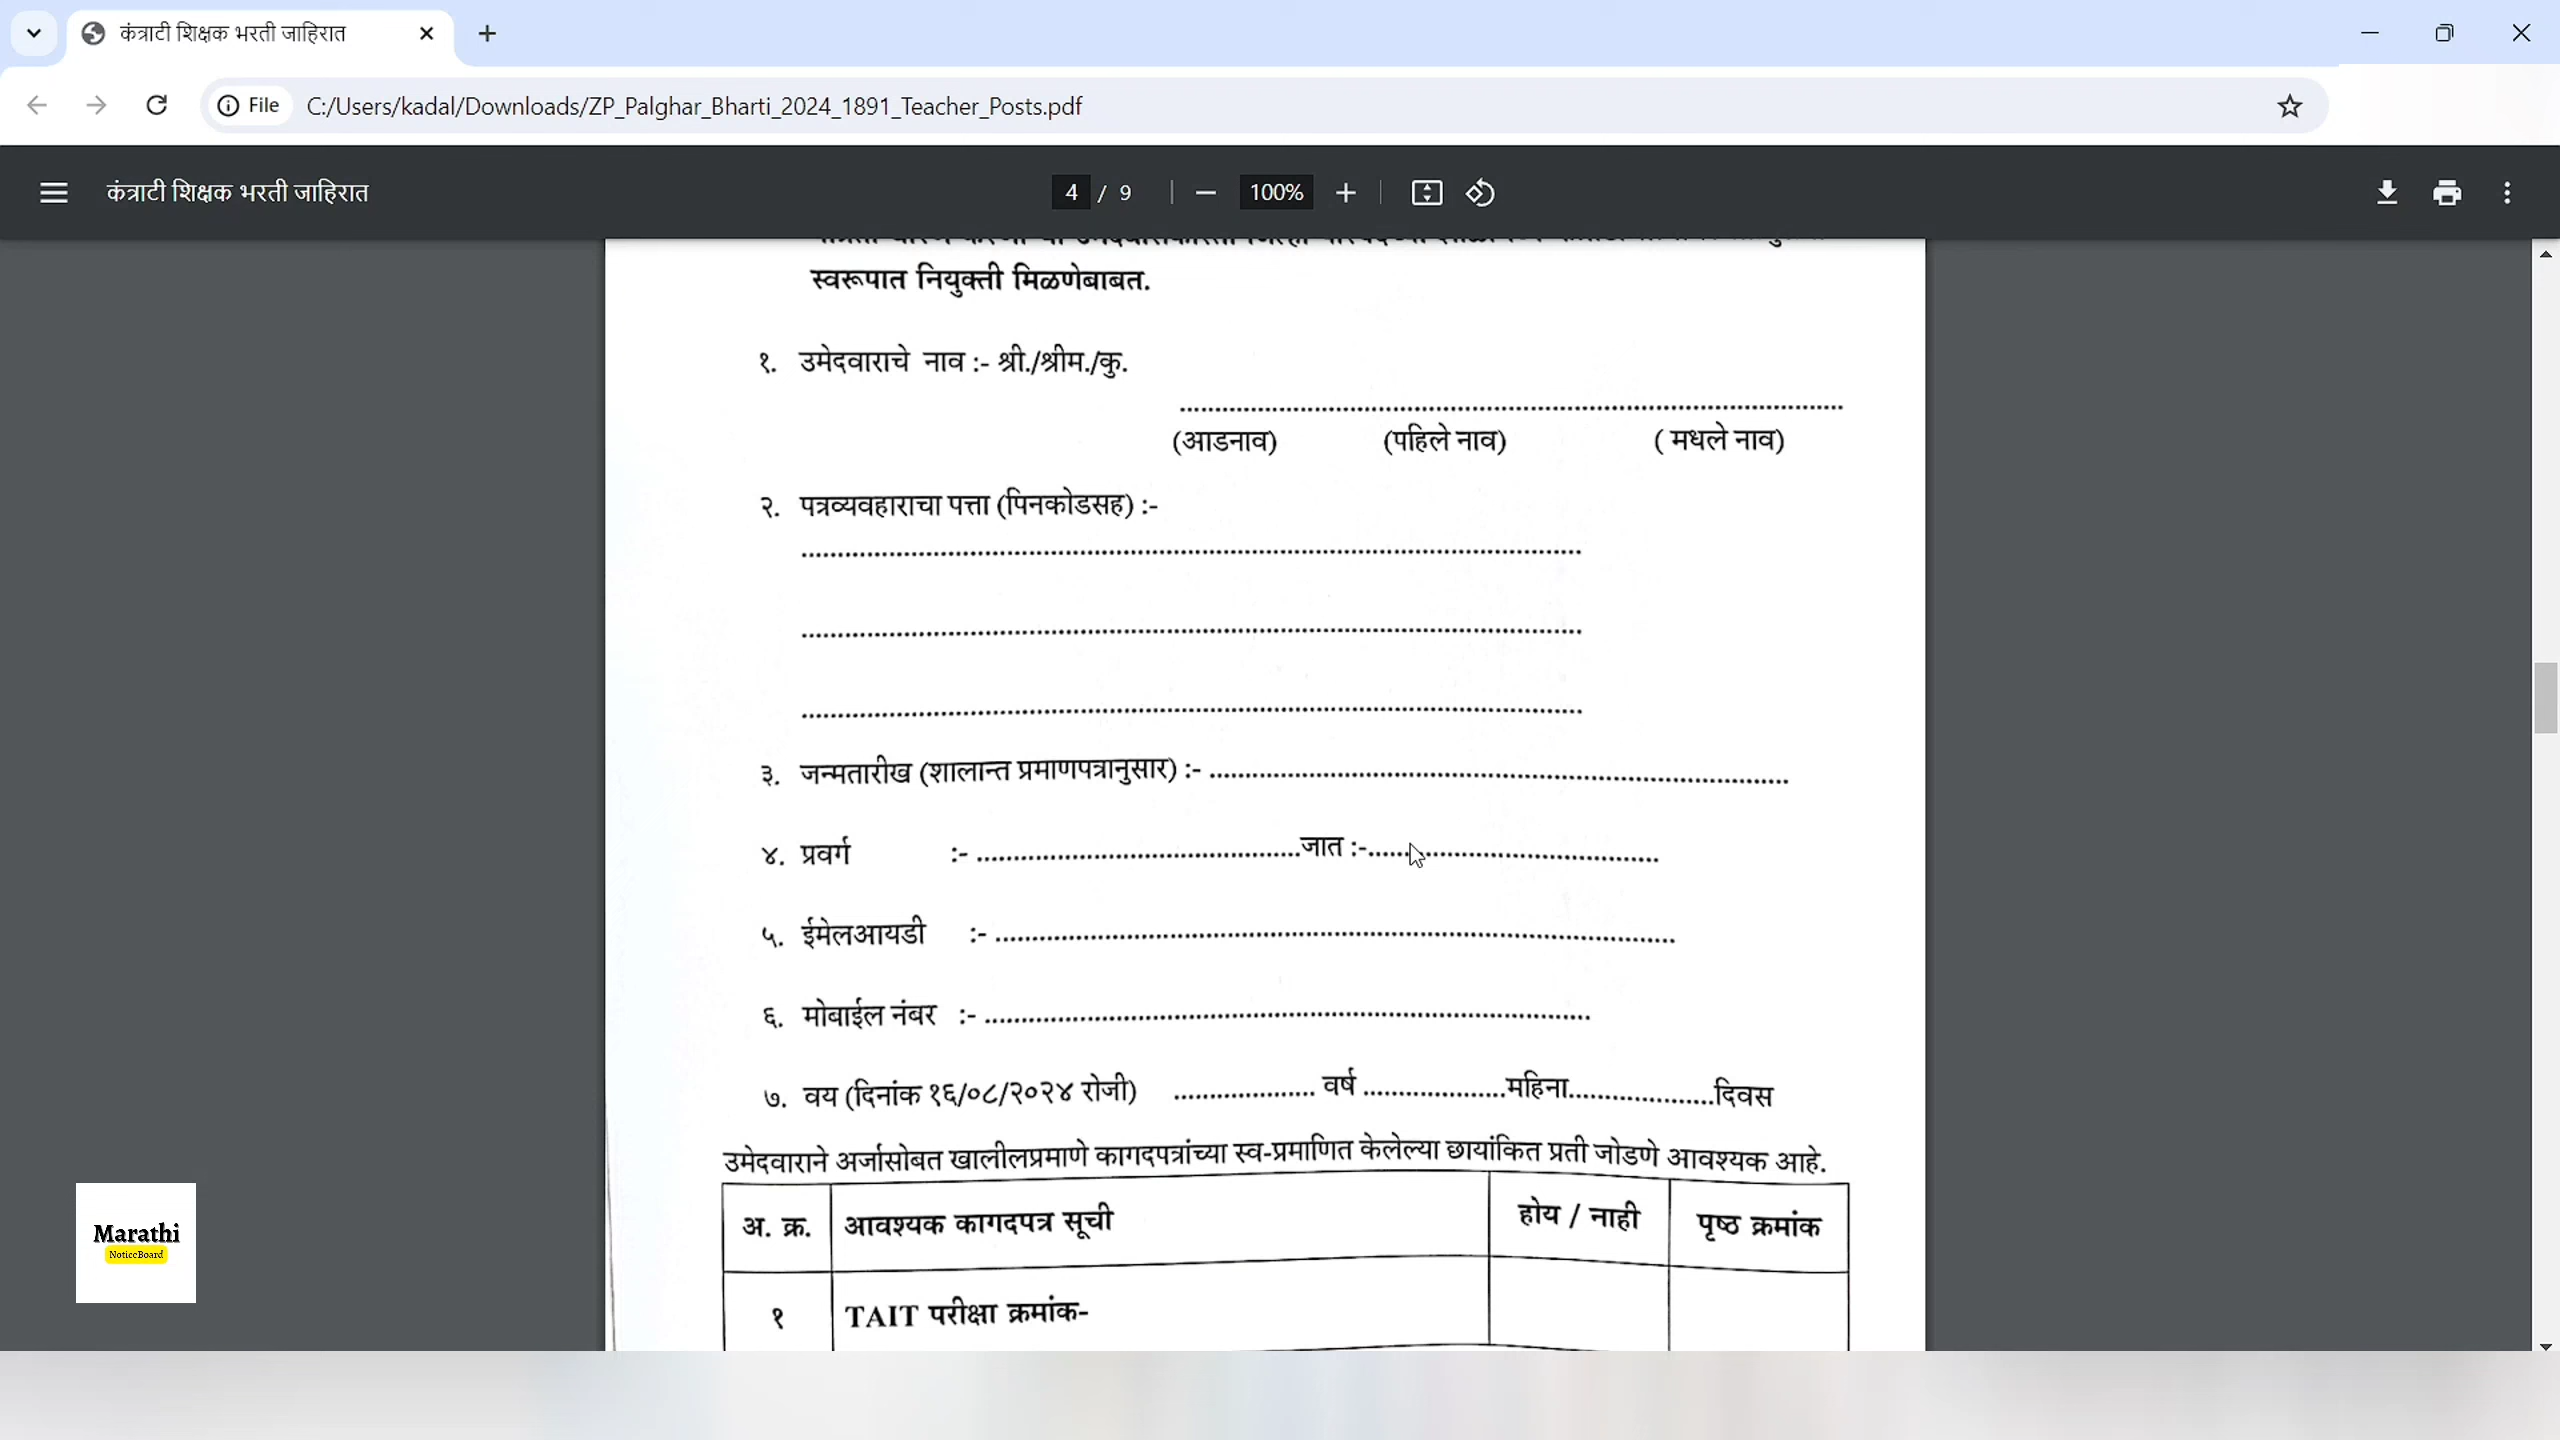 कंत्राटी शिक्षक भरती जाहिरात
File
C:/Users/kadal/Downloads/ZP_Palghar_Bharti_2024_1891_Teacher_Posts.pdf
कंत्राटी शिक्षक भरती जाहिरात
4 / 9
100%
स्वरूपात नियुक्ती मिळणेबाबत.
१. उमेदवाराचे नाव :- श्री./श्रीम./कु.
(आडनाव) (पहिले नाव) ( मधले नाव)
२. पत्रव्यवहाराचा पत्ता (पिनकोडसह) :-
३. जन्मतारीख (शालान्त प्रमाणपत्रानुसार) :-
४. प्रवर्ग :- जात :-
५. ईमेलआयडी :-
६. मोबाईल नंबर :-
७. वय (दिनांक १६/०८/२०२४ रोजी) वर्ष महिना दिवस
उमेदवाराने अर्जासोबत खालीलप्रमाणे कागदपत्रांच्या स्व-प्रमाणित केलेल्या छायांकित प्रती जोडणे आवश्यक आहे.
अ. क्र. आवश्यक कागदपत्र सूची होय / नाही पृष्ठ क्रमांक
१ TAIT परीक्षा क्रमांक-
Marathi
NoticeBoard